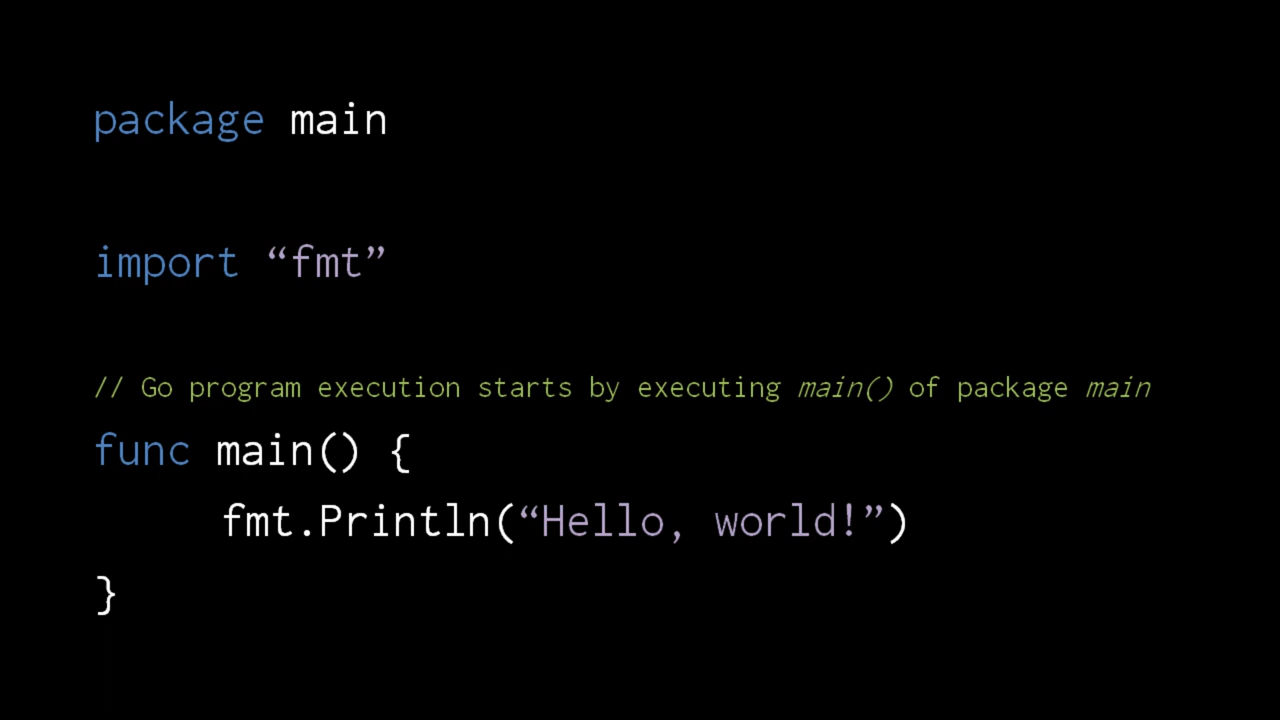 package main
import “fmt”
// Go program execution starts by executing main() of package main
func main() {
fmt.Println(“Hello, world!”)
}